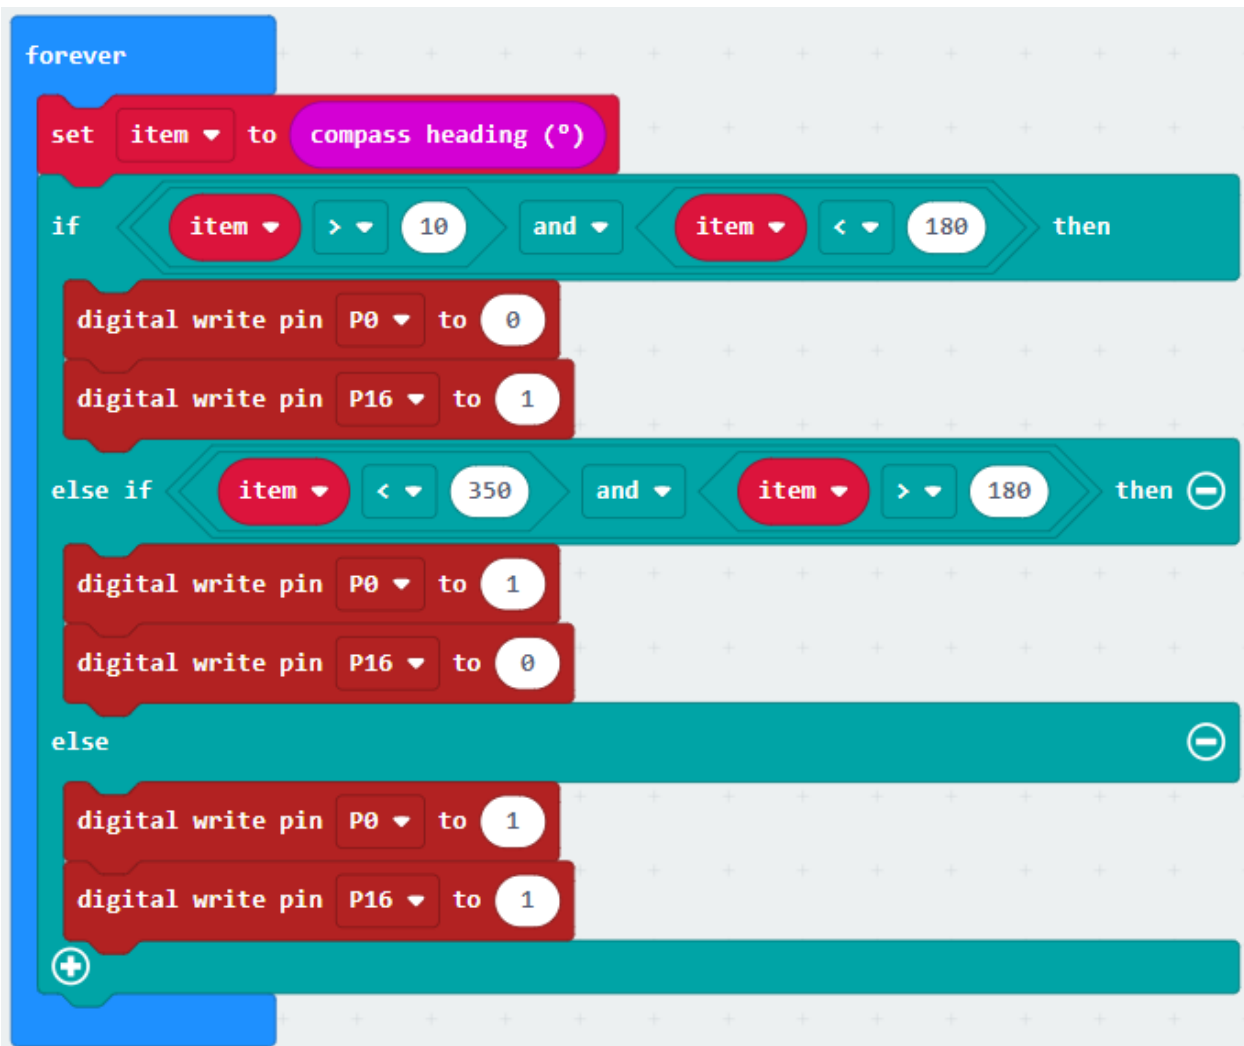 forever
set item to compass heading (°)
if item > 10 and item < 180 then
digital write pin P0 to 0
digital write pin P16 to 1
else if item < 350 and item > 180 then
digital write pin P0 to 1
digital write pin P16 to 0
else
digital write pin P0 to 1
digital write pin P16 to 1